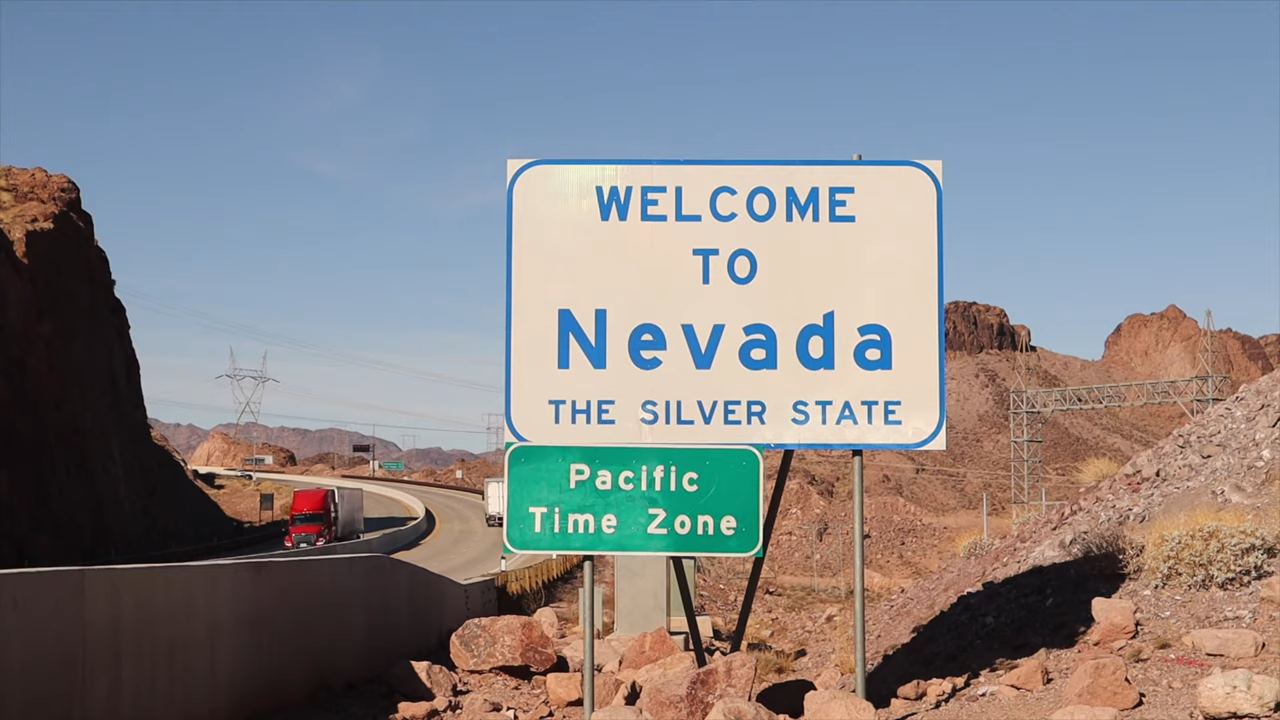 WELCOME
TO
Nevada
THE SILVER STATE
Pacific
Time Zone